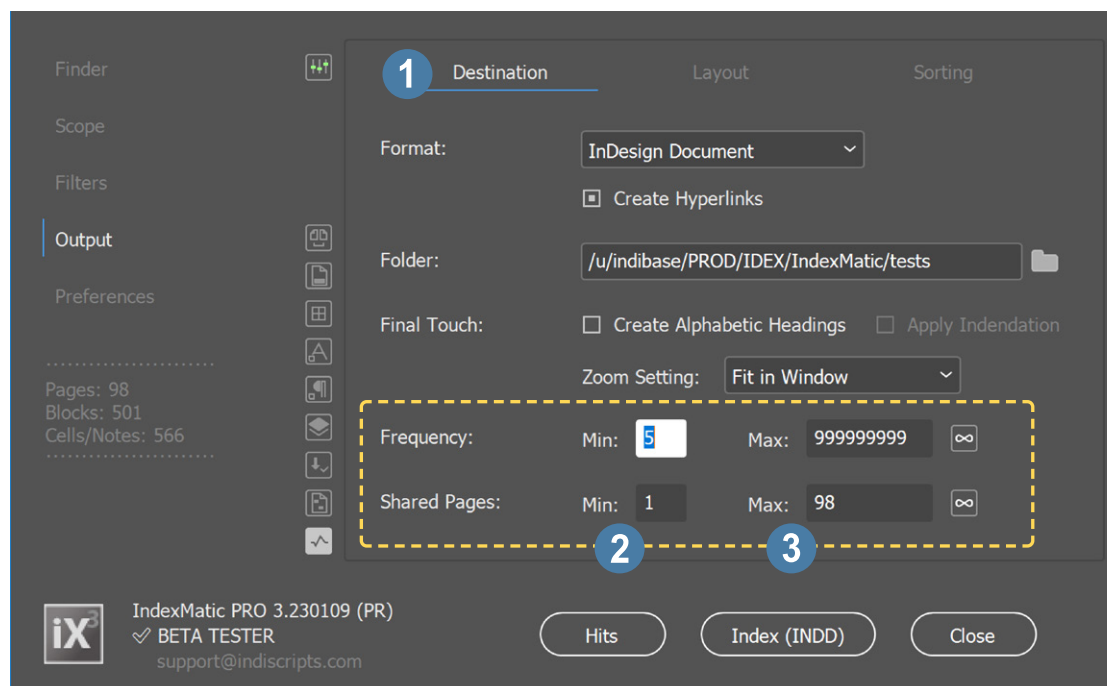 Finder
Scope
Filters
Output
Preferences
Pages: 98
Blocks: 501
Cells/Notes: 566
1
Destination Layout Sorting
Format: InDesign Document
Create Hyperlinks
Folder: /u/indibase/PROD/IDEX/IndexMatic/tests
Final Touch: Create Alphabetic Headings Apply Indendation
Zoom Setting: Fit in Window
Frequency: Min: 5 Max: 999999999 ∞
Shared Pages: Min: 1 Max: 98 ∞
2 3
iX3
IndexMatic PRO 3.230109 (PR)
BETA TESTER
support@indiscripts.com
Hits Index (INDD) Close